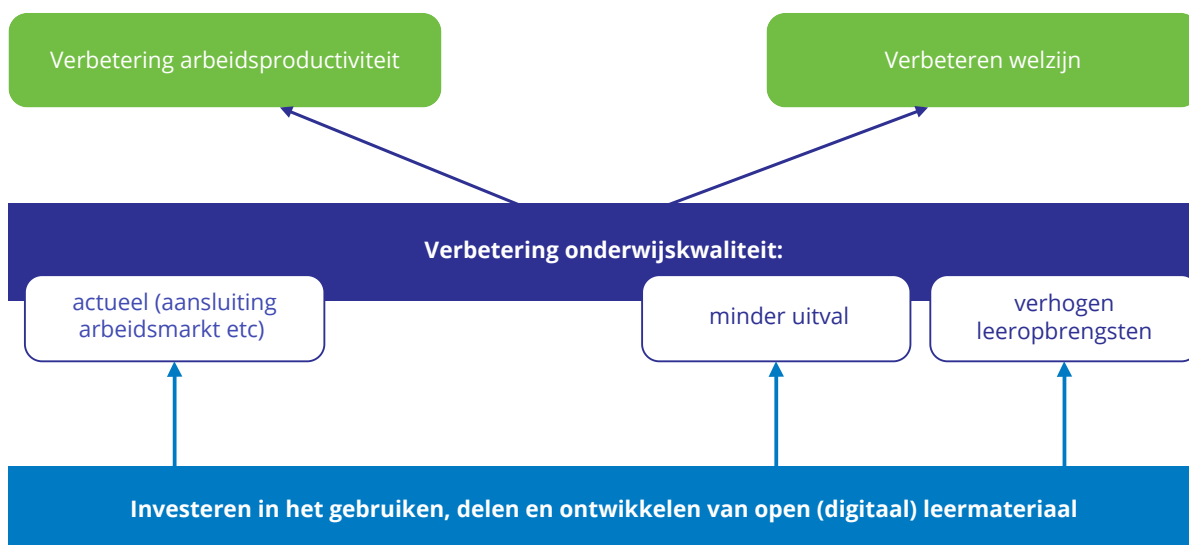 Verbetering arbeidsproductiviteit
Verbeteren welzijn
Verbetering onderwijskwaliteit:
actueel (aansluiting
arbeidsmarkt etc)
minder uitval
verhogen
leeropbrengsten
Investeren in het gebruiken, delen en ontwikkelen van open (digitaal) leermateriaal